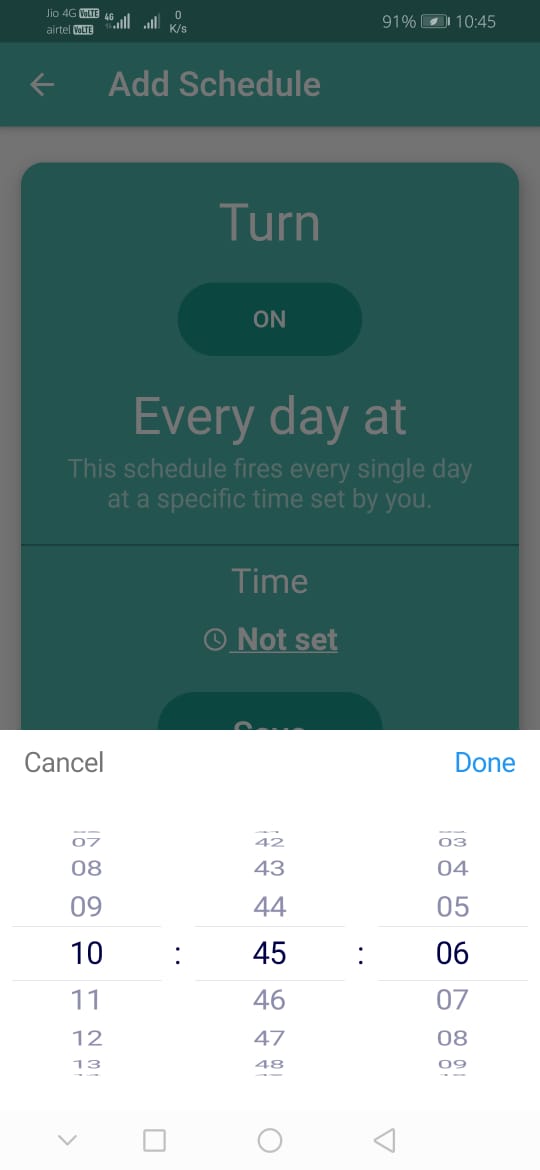 Jio 4G VoLTE 4G 0 91% 10:45
airtel VoLTE K/s
Add Schedule
Turn
ON
Every day at
This schedule fires every single day
at a specific time set by you.
Time
Not set
Save
Cancel Done
07 42 03
08 43 04
09 44 05
10 : 45 : 06
11 46 07
12 47 08
13 48 09